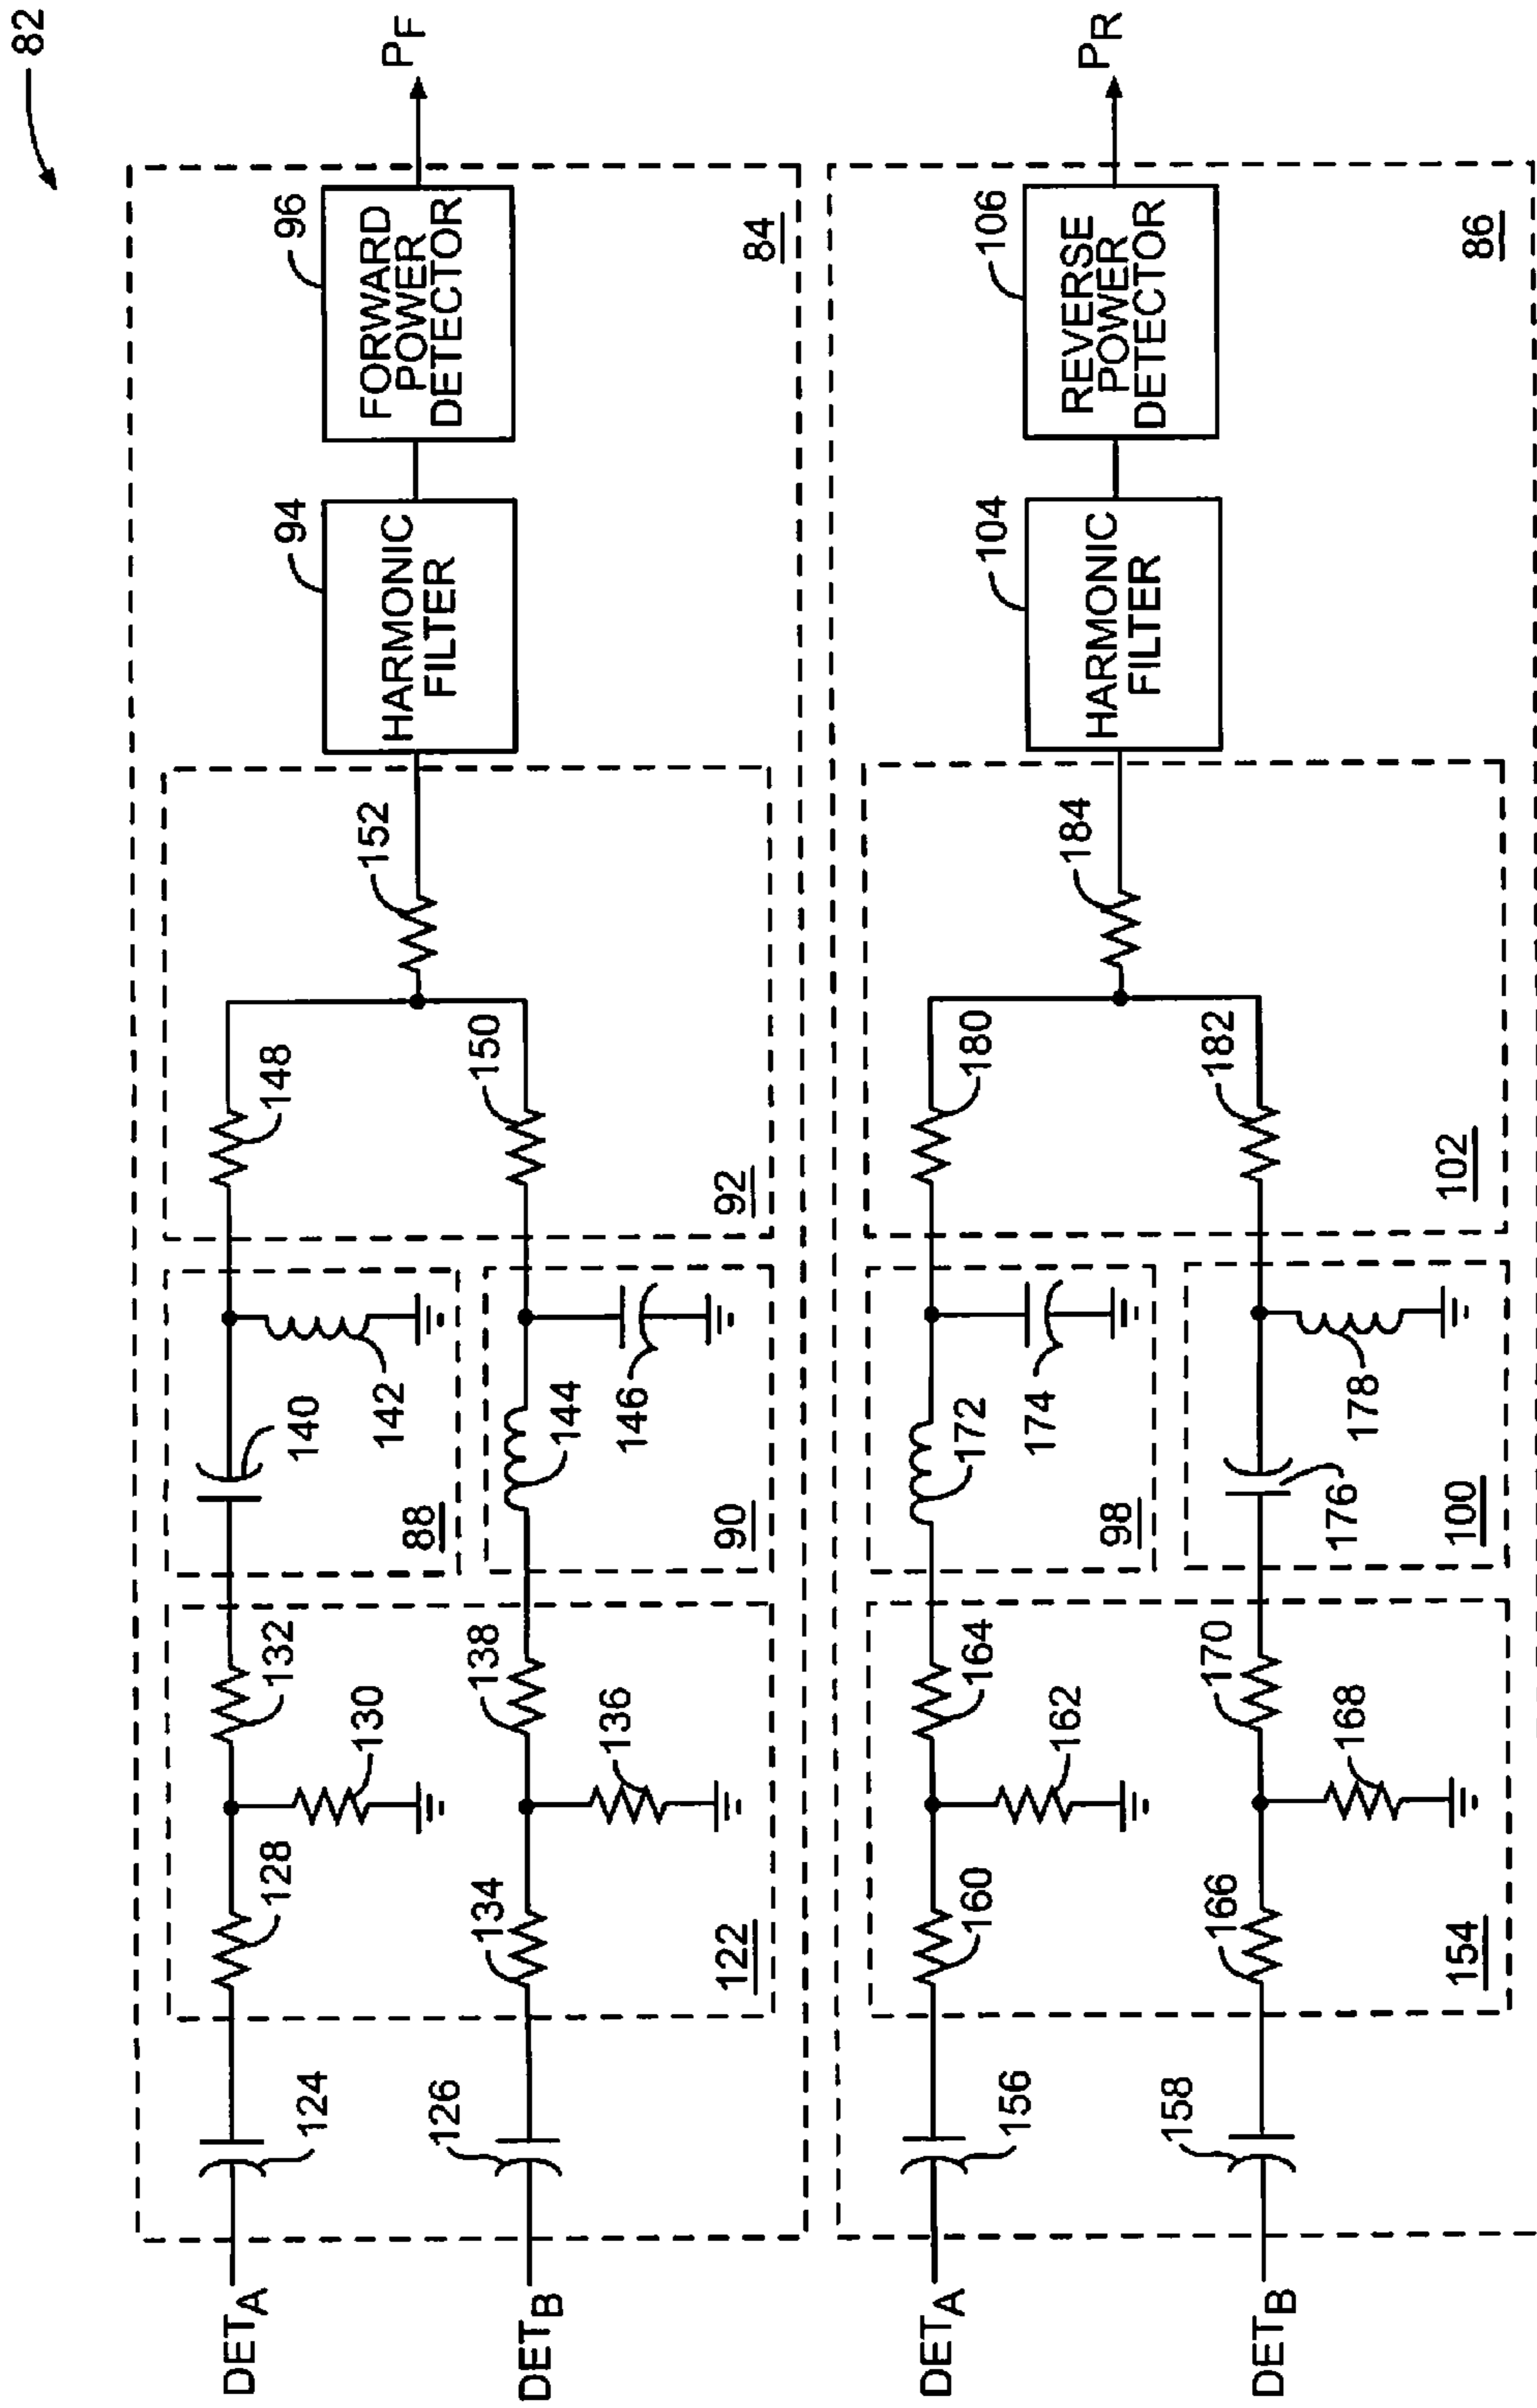 82
DET_A
124
128
130
132
140
142
88
148
152
HARMONIC
FILTER
94
FORWARD
POWER
DETECTOR
96
P_F
DET_B
126
134
136
138
144
146
90
150
92
122
84
DET_A
156
160
162
164
172
174
98
180
184
HARMONIC
FILTER
104
REVERSE
POWER
DETECTOR
106
P_R
DET_B
158
166
168
170
176
178
100
182
102
154
86